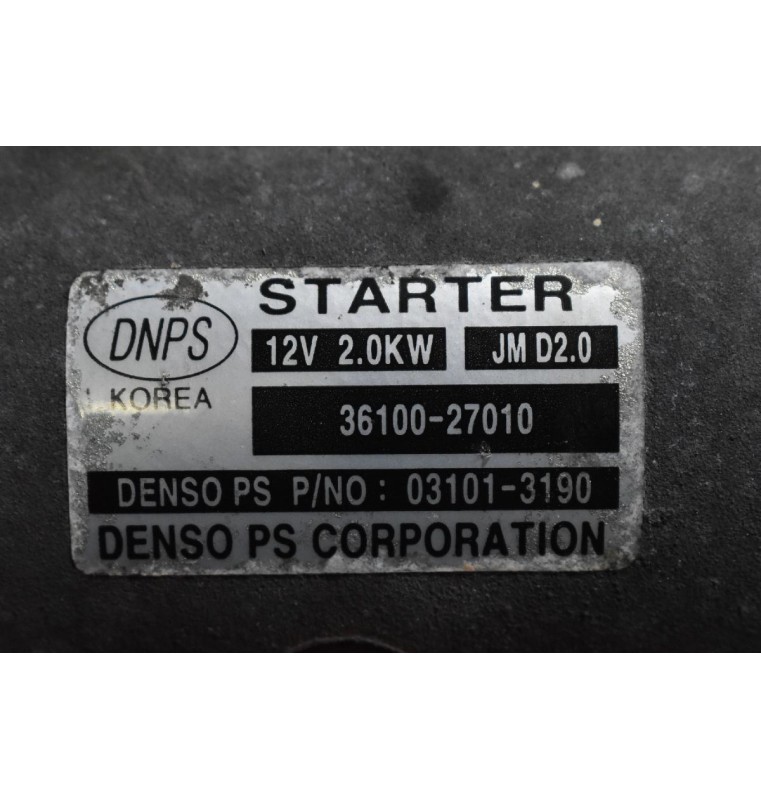 STARTER
DNPS
12V 2.0KW JM D2.0
KOREA
36100-27010
DENSO PS P/NO : 03101-3190
DENSO PS CORPORATION